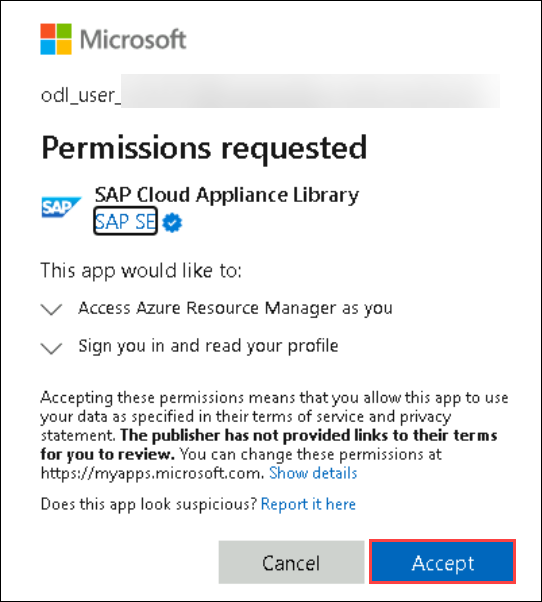 Microsoft
odl_user_
Permissions requested
SAP
SAP Cloud Appliance Library
SAP SE
This app would like to:
Access Azure Resource Manager as you
Sign you in and read your profile
Accepting these permissions means that you allow this app to use
your data as specified in their terms of service and privacy
statement. The publisher has not provided links to their terms
for you to review. You can change these permissions at
https://myapps.microsoft.com. Show details
Does this app look suspicious? Report it here
Cancel
Accept